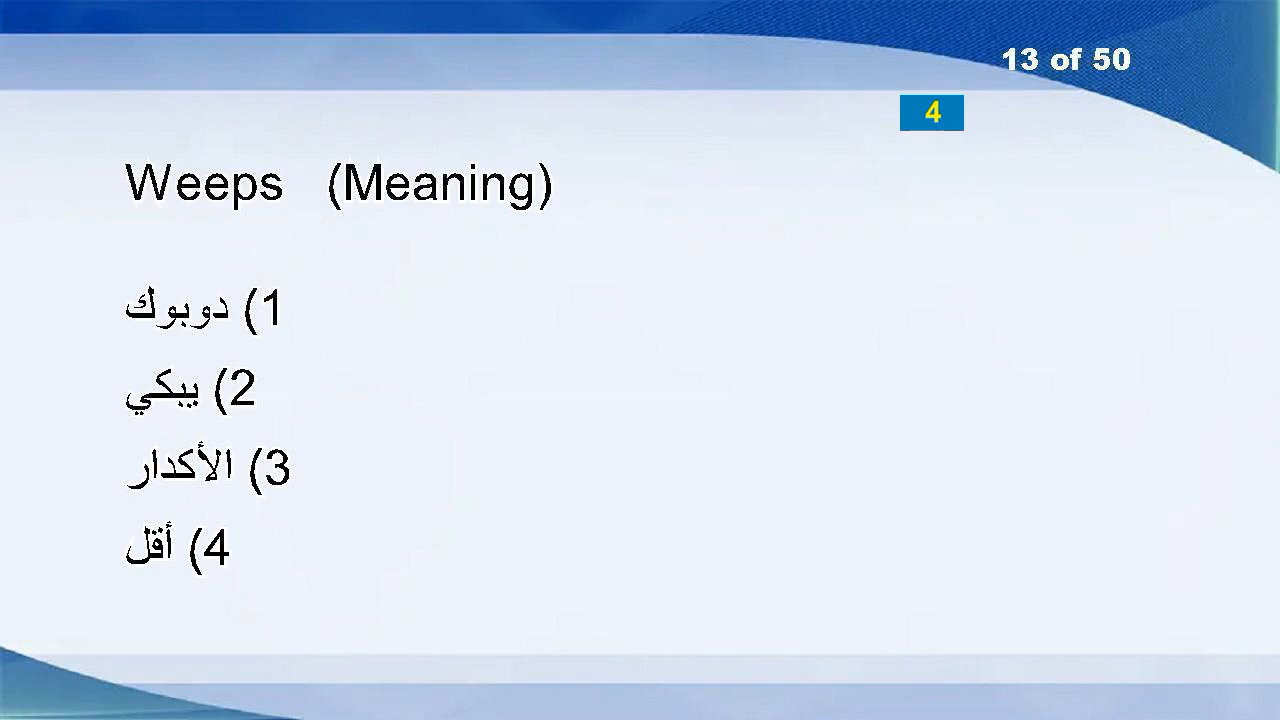 13 of 50
4
Weeps (Meaning)
1) دوبوك
2) يبكي
3) الأكدار
4) أقل